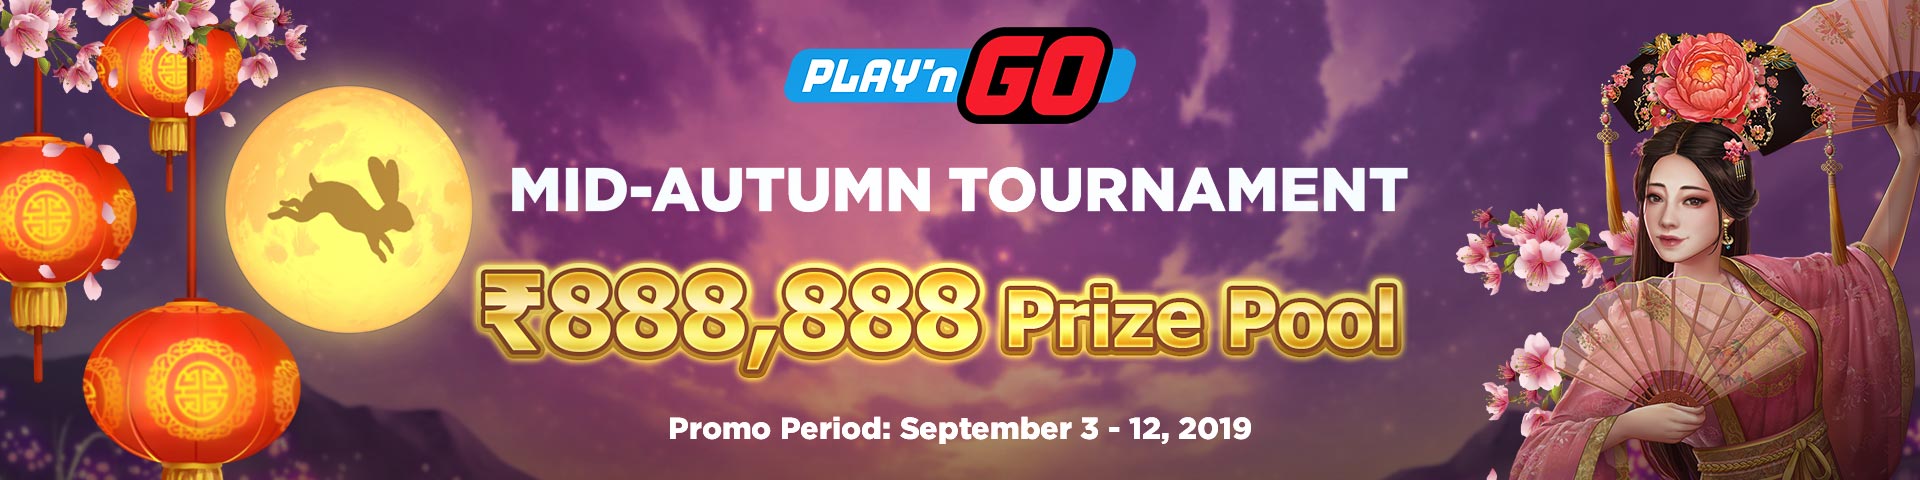 PLAY'n GO
MID-AUTUMN TOURNAMENT
₹888,888 Prize Pool
Promo Period: September 3 - 12, 2019